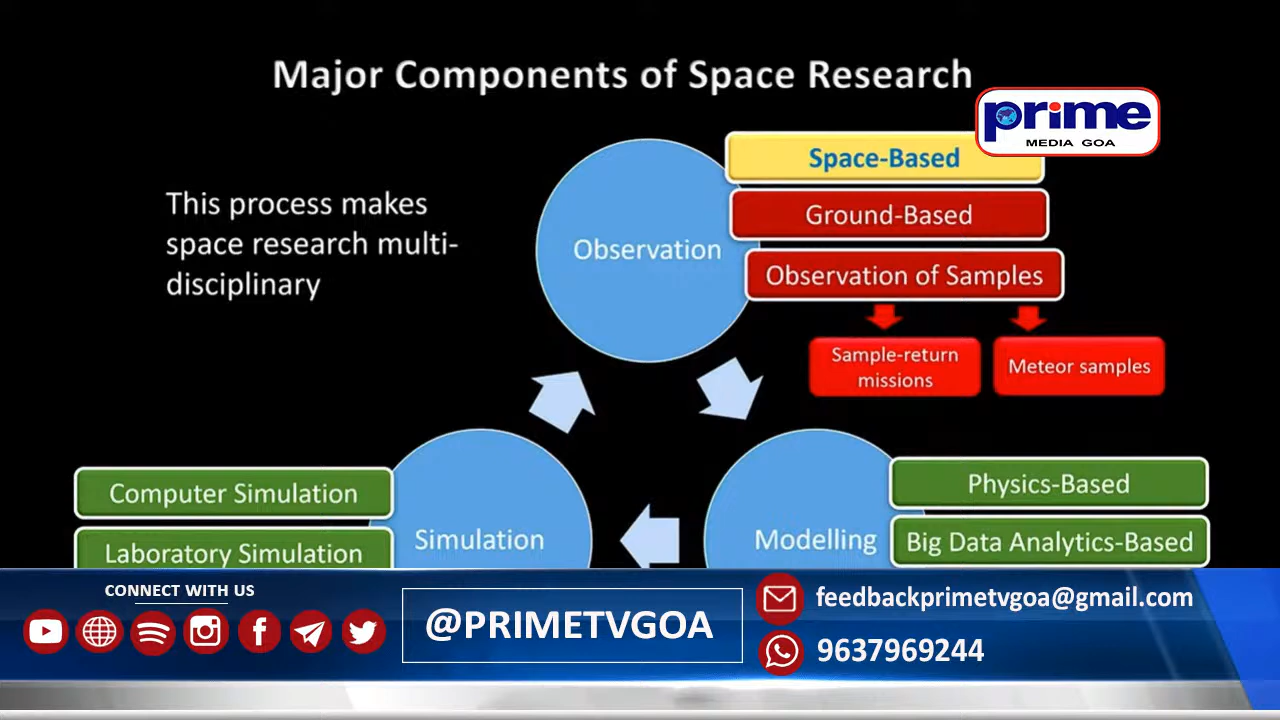 Major Components of Space Research
prime
MEDIA GOA
This process makes
space research multi-
disciplinary
Observation
Space-Based
Ground-Based
Observation of Samples
Sample-return
missions
Meteor samples
Computer Simulation
Laboratory Simulation
Simulation
Modelling
Physics-Based
Big Data Analytics-Based
CONNECT WITH US
@PRIMETVGOA
feedbackprimetvgoa@gmail.com
9637969244